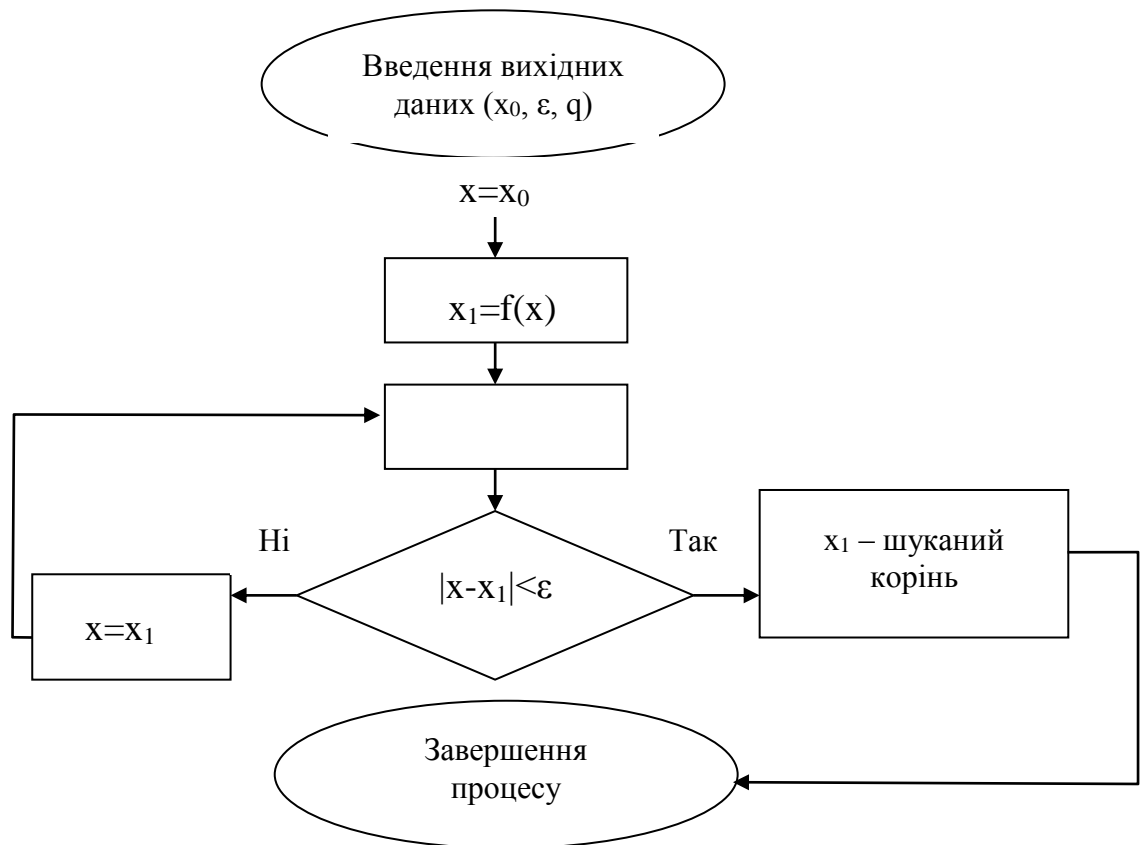 Введення вихідних
даних (x₀, ε, q)
x=x₀
x₁=f(x)
Ні
Так
|x-x₁|<ε
x₁ – шуканий
корінь
x=x₁
Завершення
процесу